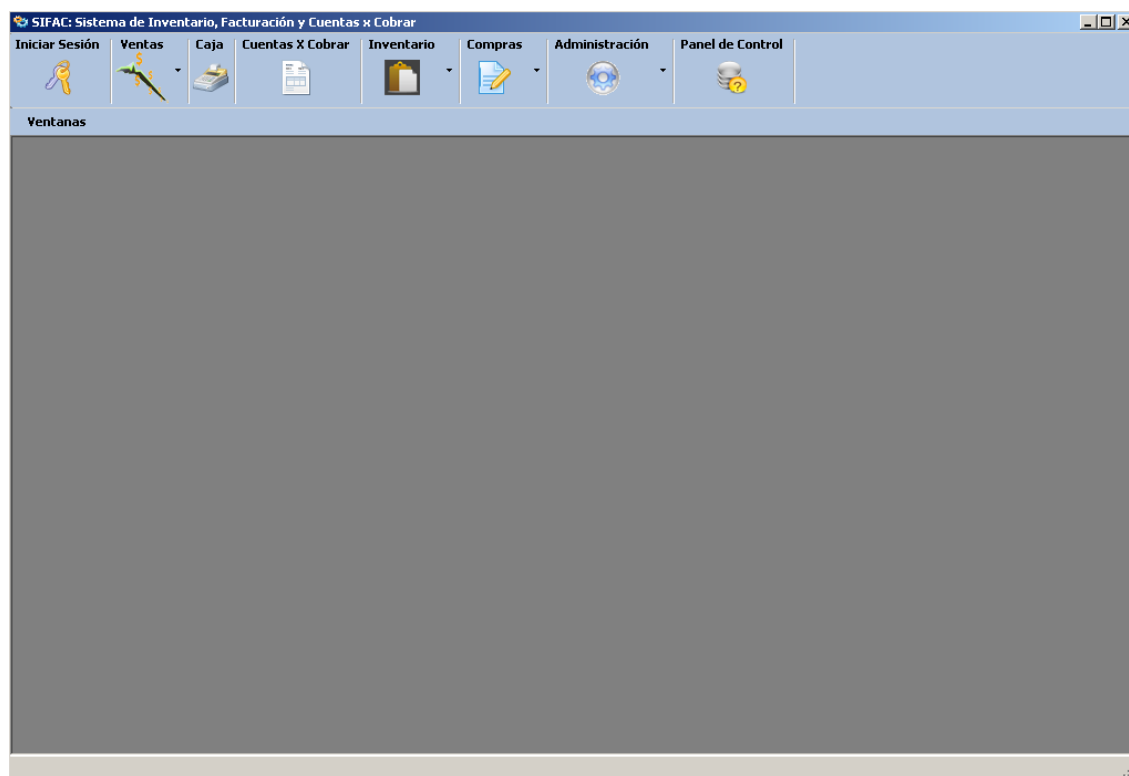 SIFAC: Sistema de Inventario, Facturación y Cuentas x Cobrar
Iniciar Sesión Ventas Caja Cuentas X Cobrar Inventario Compras Administración Panel de Control
Ventanas